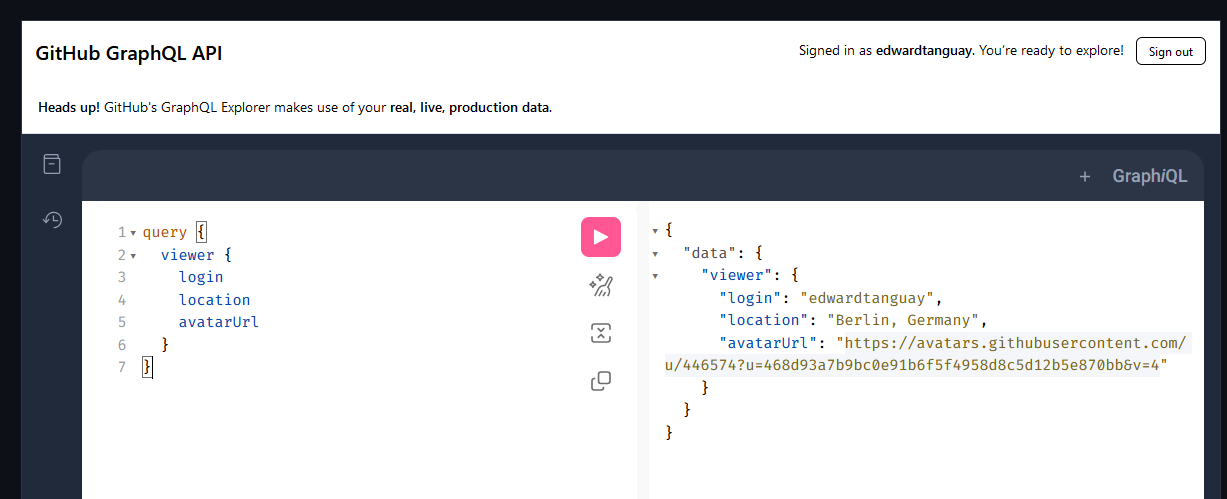 GitHub GraphQL API
Signed in as edwardtanguay. You're ready to explore!
Sign out
Heads up! GitHub's GraphQL Explorer makes use of your real, live, production data.
+ GraphiQL
1 query {
2 viewer {
3 login
4 location
5 avatarUrl
6 }
7 }
{
"data": {
"viewer": {
"login": "edwardtanguay",
"location": "Berlin, Germany",
"avatarUrl": "https://avatars.githubusercontent.com/
u/446574?u=468d93a7b9bc0e91b6f5f4958d8c5d12b5e870bb&v=4"
}
}
}